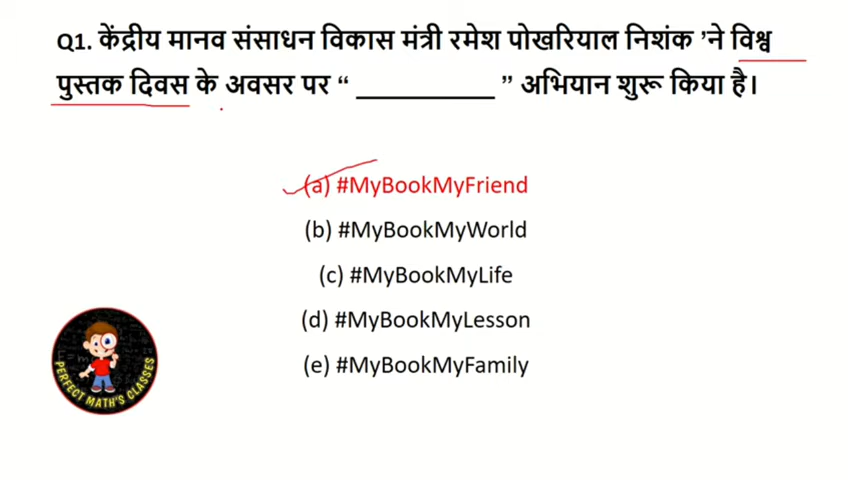 Q1. केंद्रीय मानव संसाधन विकास मंत्री रमेश पोखरियाल निशंक ’ने विश्व
पुस्तक दिवस के अवसर पर “ __________ ” अभियान शुरू किया है।
(a) #MyBookMyFriend
(b) #MyBookMyWorld
(c) #MyBookMyLife
(d) #MyBookMyLesson
(e) #MyBookMyFamily
PERFECT MATH'S CLASSES